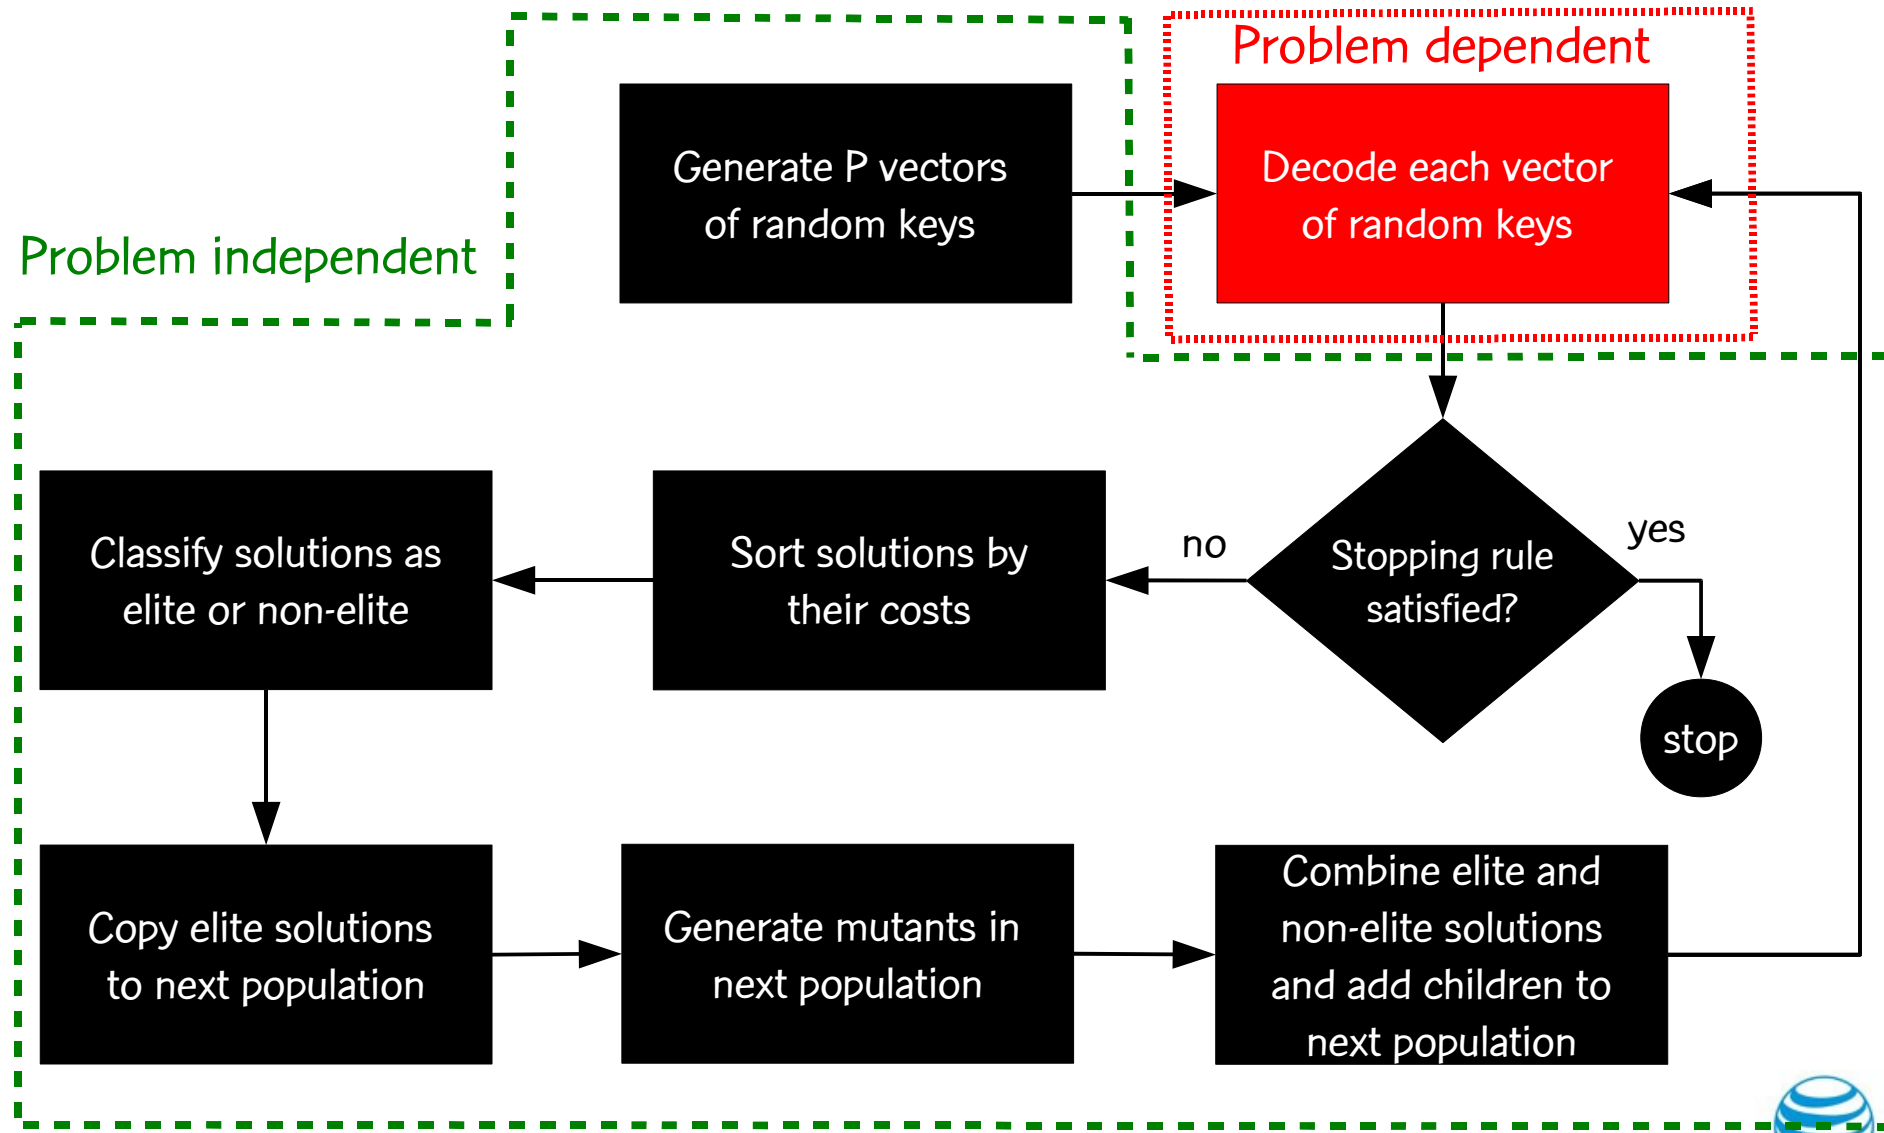 Problem dependent
Generate P vectors
of random keys
Decode each vector
of random keys
Problem independent
Classify solutions as
elite or non-elite
Sort solutions by
their costs
no
Stopping rule
satisfied?
yes
stop
Copy elite solutions
to next population
Generate mutants in
next population
Combine elite and
non-elite solutions
and add children to
next population